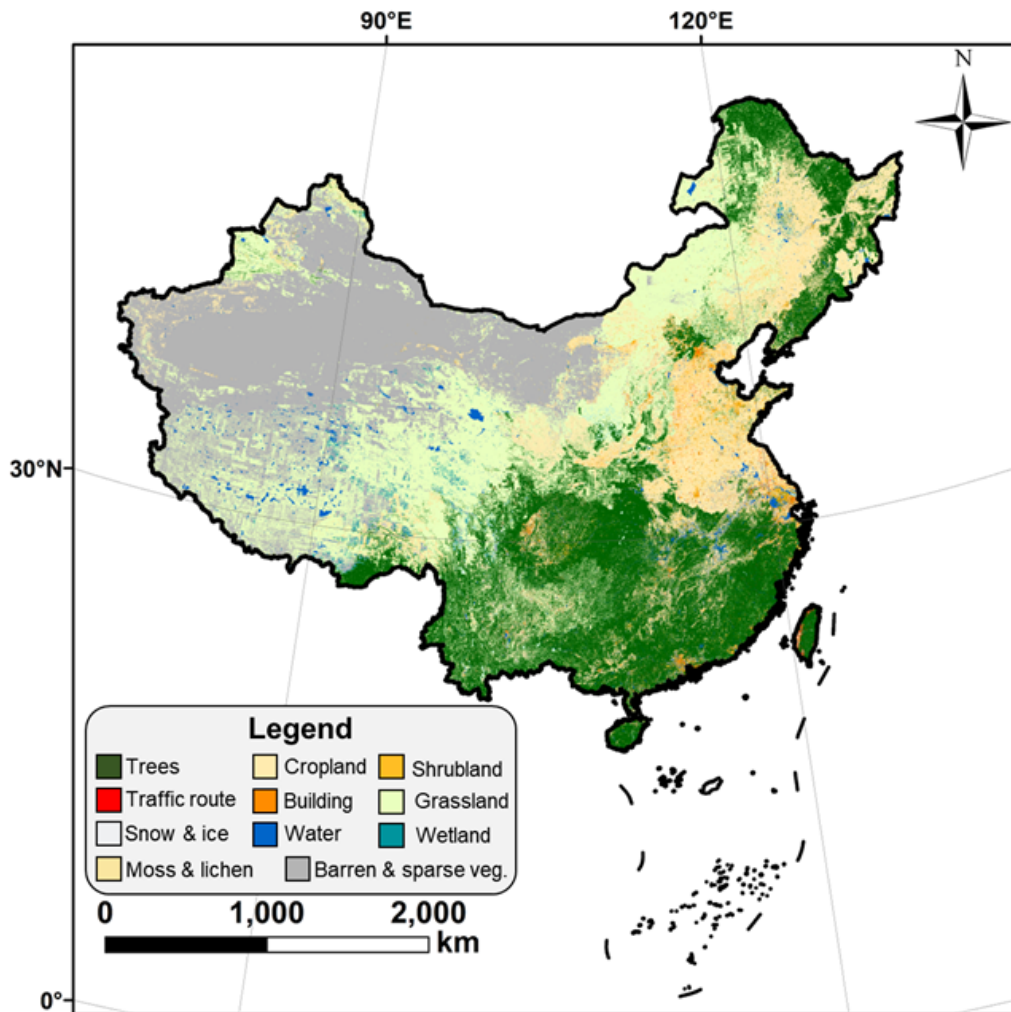 90°E 120°E
N
30°N
Legend
Trees Cropland Shrubland
Traffic route Building Grassland
Snow & ice Water Wetland
Moss & lichen Barren & sparse veg.
0 1,000 2,000
km
0°